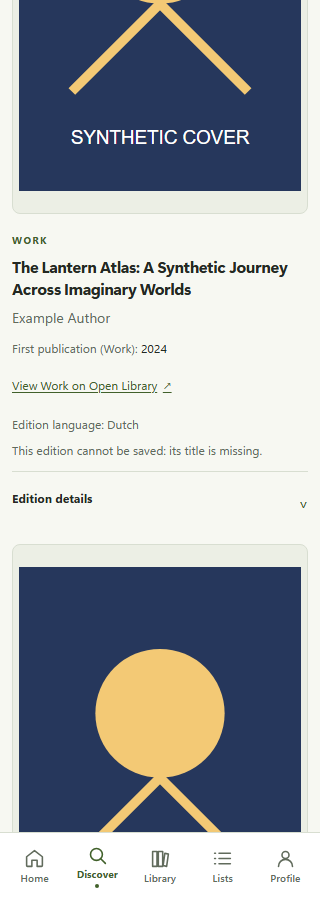 SYNTHETIC COVER
WORK
The Lantern Atlas: A Synthetic Journey
Across Imaginary Worlds
Example Author
First publication (Work): 2024
View Work on Open Library ↗
Edition language: Dutch
This edition cannot be saved: its title is missing.
Edition details
v
Home
Discover
Library
Lists
Profile